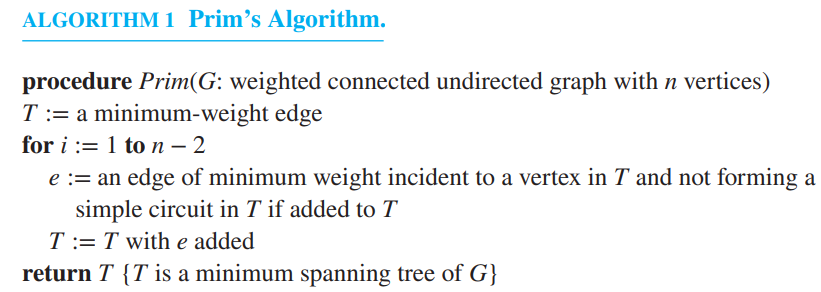 ALGORITHM 1 Prim's Algorithm.
procedure Prim(G: weighted connected undirected graph with n vertices)
T := a minimum-weight edge
for i := 1 to n – 2
e := an edge of minimum weight incident to a vertex in T and not forming a
simple circuit in T if added to T
T := T with e added
return T {T is a minimum spanning tree of G}